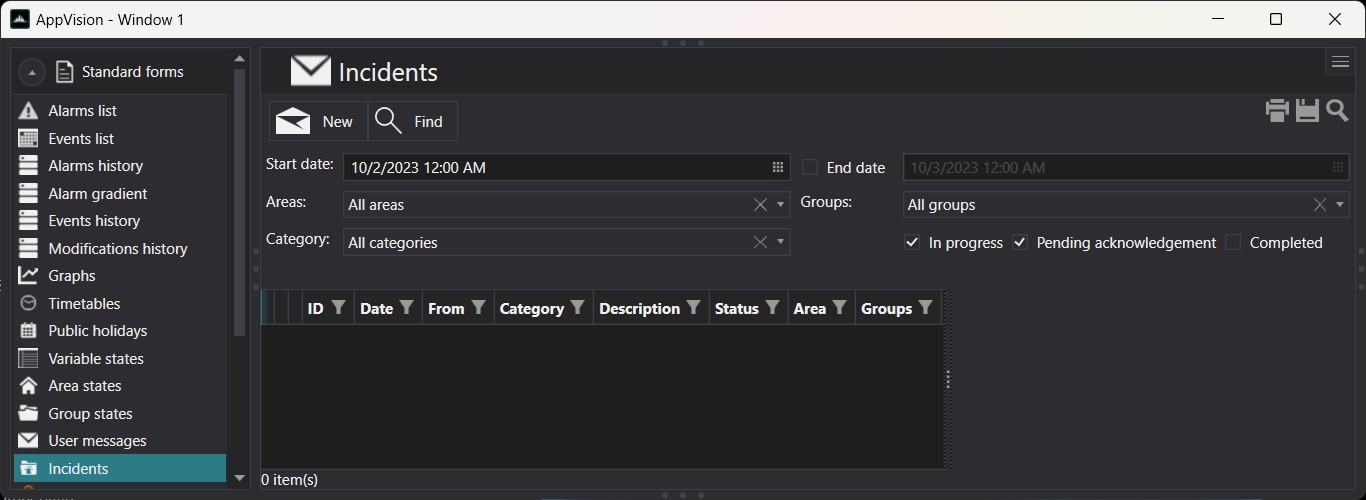 AppVision - Window 1
Standard forms
Alarms list
Events list
Alarms history
Alarm gradient
Events history
Modifications history
Graphs
Timetables
Public holidays
Variable states
Area states
Group states
User messages
Incidents
Incidents
New Find
Start date: 10/2/2023 12:00 AM End date 10/3/2023 12:00 AM
Areas: All areas Groups: All groups
Category: All categories In progress Pending acknowledgement Completed
ID Date From Category Description Status Area Groups
0 item(s)